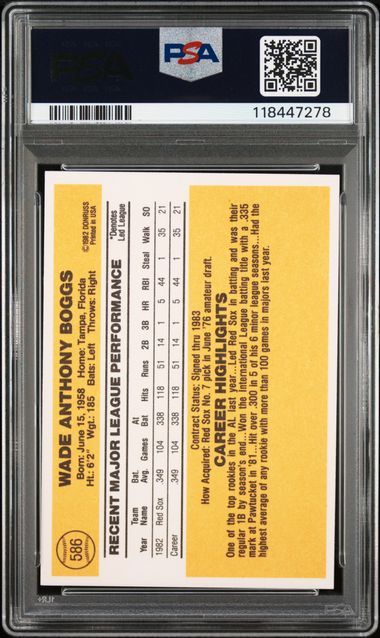 PSA
PSA
118447278
586
WADE ANTHONY BOGGS
Born: June 15, 1958 Home: Tampa, Florida
Ht.: 6'2" Wgt.: 185 Bats: Left Throws: Right
©1982 DONRUSS
Printed in USA
RECENT MAJOR LEAGUE PERFORMANCE
*Denotes
Led League
Team Bat. At
Year Name Avg. Games Bat Hits Runs 2B 3B HR RBI Steal Walk SO
1982 Red Sox .349 104 338 118 51 14 1 5 44 1 35 21
Career .349 104 338 118 51 14 1 5 44 1 35 21
Contract Status: Signed thru 1983
How Acquired: Red Sox No. 7 pick in June '76 amateur draft.
CAREER HIGHLIGHTS
One of the top rookies in the AL last year...Led Red Sox in batting and was their
regular 1B by season's end...Won the International League batting title with a .335
mark at Pawtucket in '81...Hit over .300 in 5 of his 6 minor league seasons...Had the
highest average of any rookie with more than 100 games in majors last year.